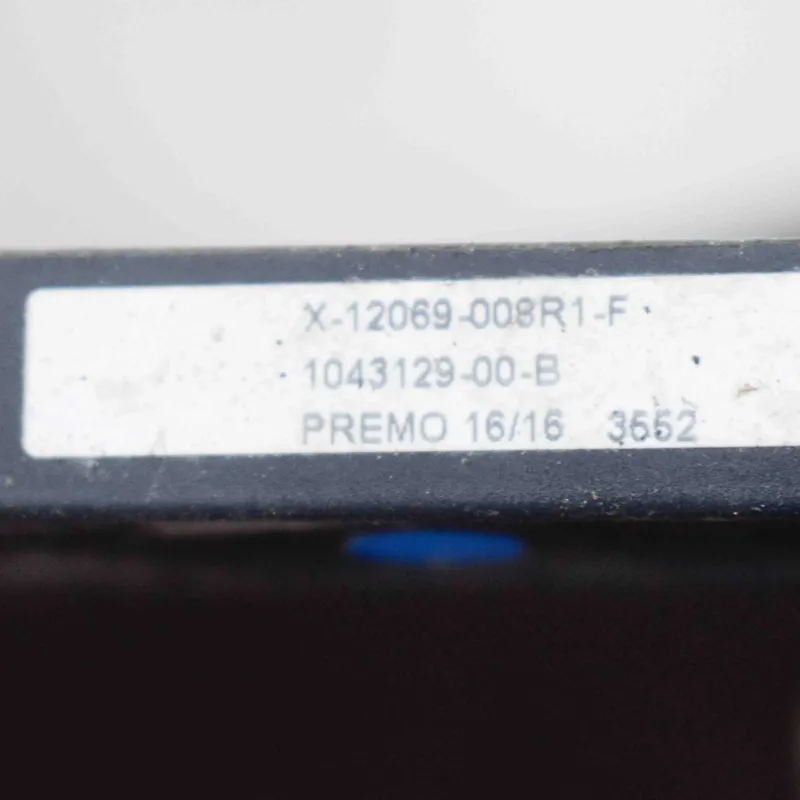 X-12069-008R1-F
1043129-00-B
PREMO 16/16 3552